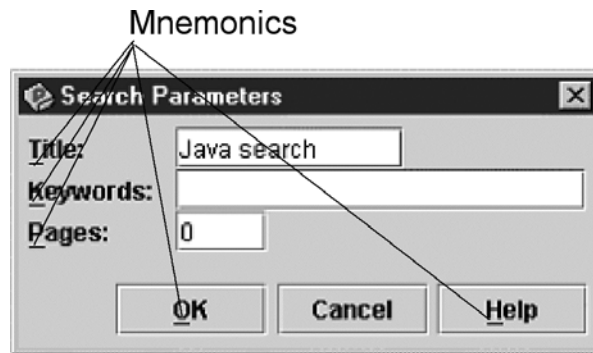 Mnemonics
Search Parameters
Title: Java search
Keywords:
Pages: 0
OK Cancel Help